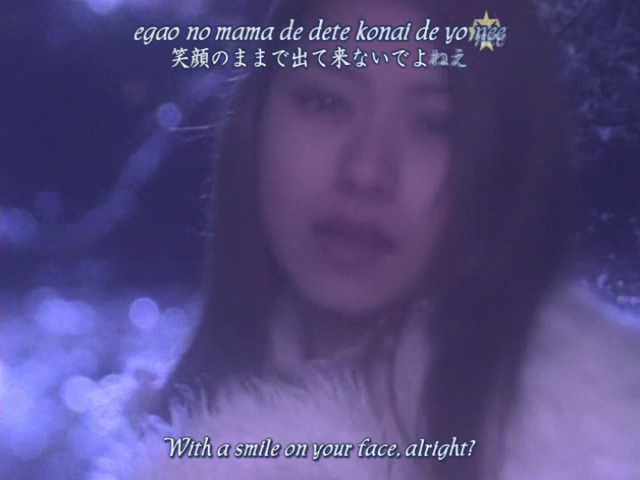 egao no mama de dete konai de yo née
笑顔のままで出て来ないでよねえ
With a smile on your face, alright?